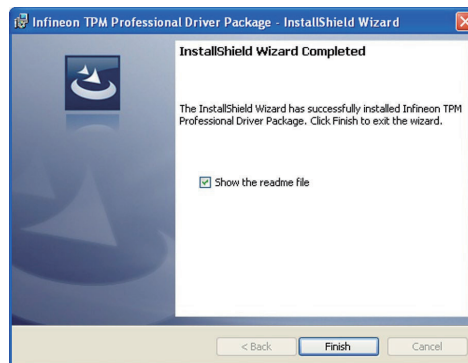 Infineon TPM Professional Driver Package - InstallShield Wizard
InstallShield Wizard Completed
The InstallShield Wizard has successfully installed Infineon TPM
Professional Driver Package. Click Finish to exit the wizard.
Show the readme file
< Back
Finish
Cancel